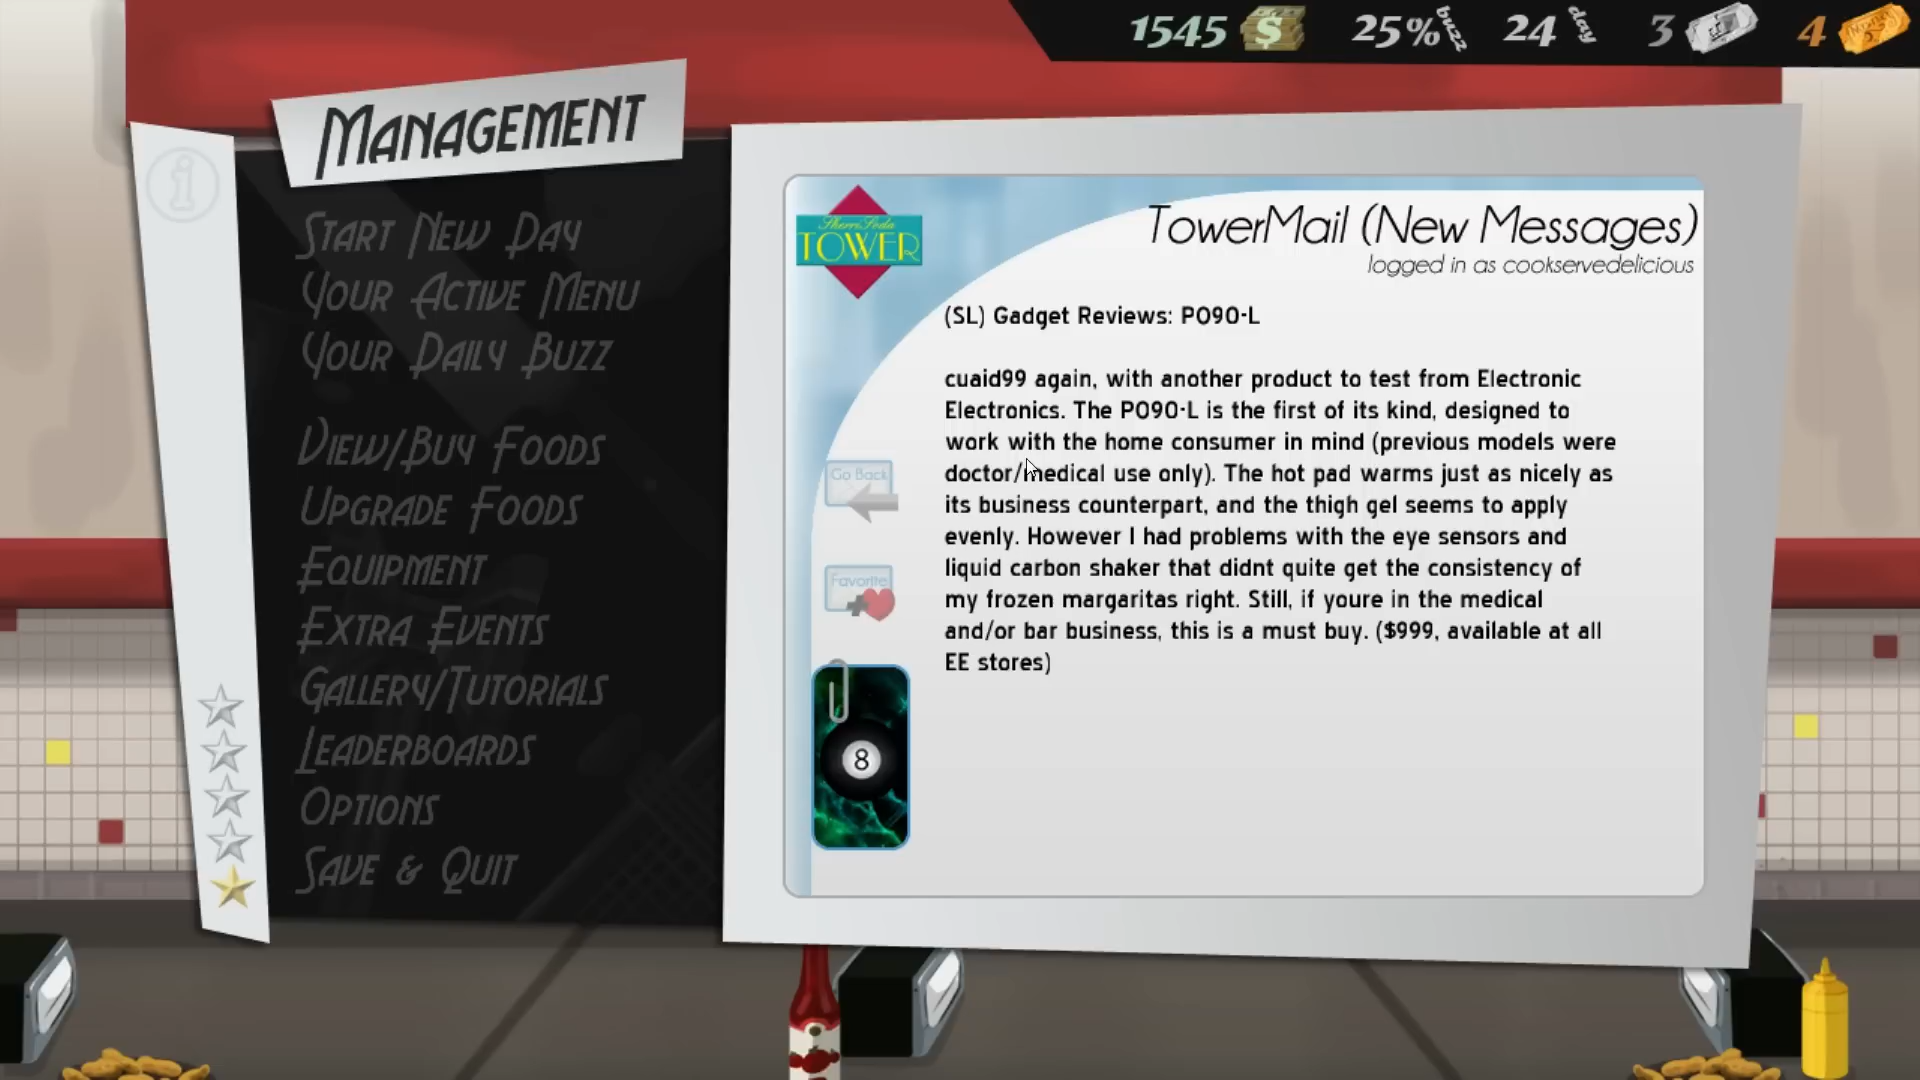 1545 $ 25% buzz 24 day 3 4
MANAGEMENT
START NEW DAY
YOUR ACTIVE MENU
YOUR DAILY BUZZ
VIEW/BUY FOODS
UPGRADE FOODS
EQUIPMENT
EXTRA EVENTS
GALLERY/TUTORIALS
LEADERBOARDS
OPTIONS
SAVE & QUIT
SherriSoda
TOWER
TowerMail (New Messages)
logged in as cookservedelicious
(SL) Gadget Reviews: PO90-L
cuaid99 again, with another product to test from Electronic
Electronics. The PO90-L is the first of its kind, designed to
work with the home consumer in mind (previous models were
doctor/medical use only). The hot pad warms just as nicely as
its business counterpart, and the thigh gel seems to apply
evenly. However I had problems with the eye sensors and
liquid carbon shaker that didnt quite get the consistency of
my frozen margaritas right. Still, if youre in the medical
and/or bar business, this is a must buy. ($999, available at all
EE stores)
Go Back
Favorite
8